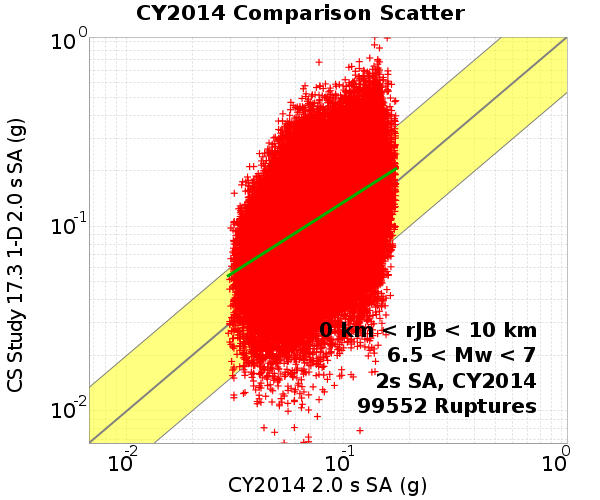 CY2014 Comparison Scatter
10^0
10^-1
10^-2
CS Study 17.3 1-D 2.0 s SA (g)
0 km < rJB < 10 km
6.5 < Mw < 7
2s SA, CY2014
99552 Ruptures
10^-2 10^-1 10^0
CY2014 2.0 s SA (g)